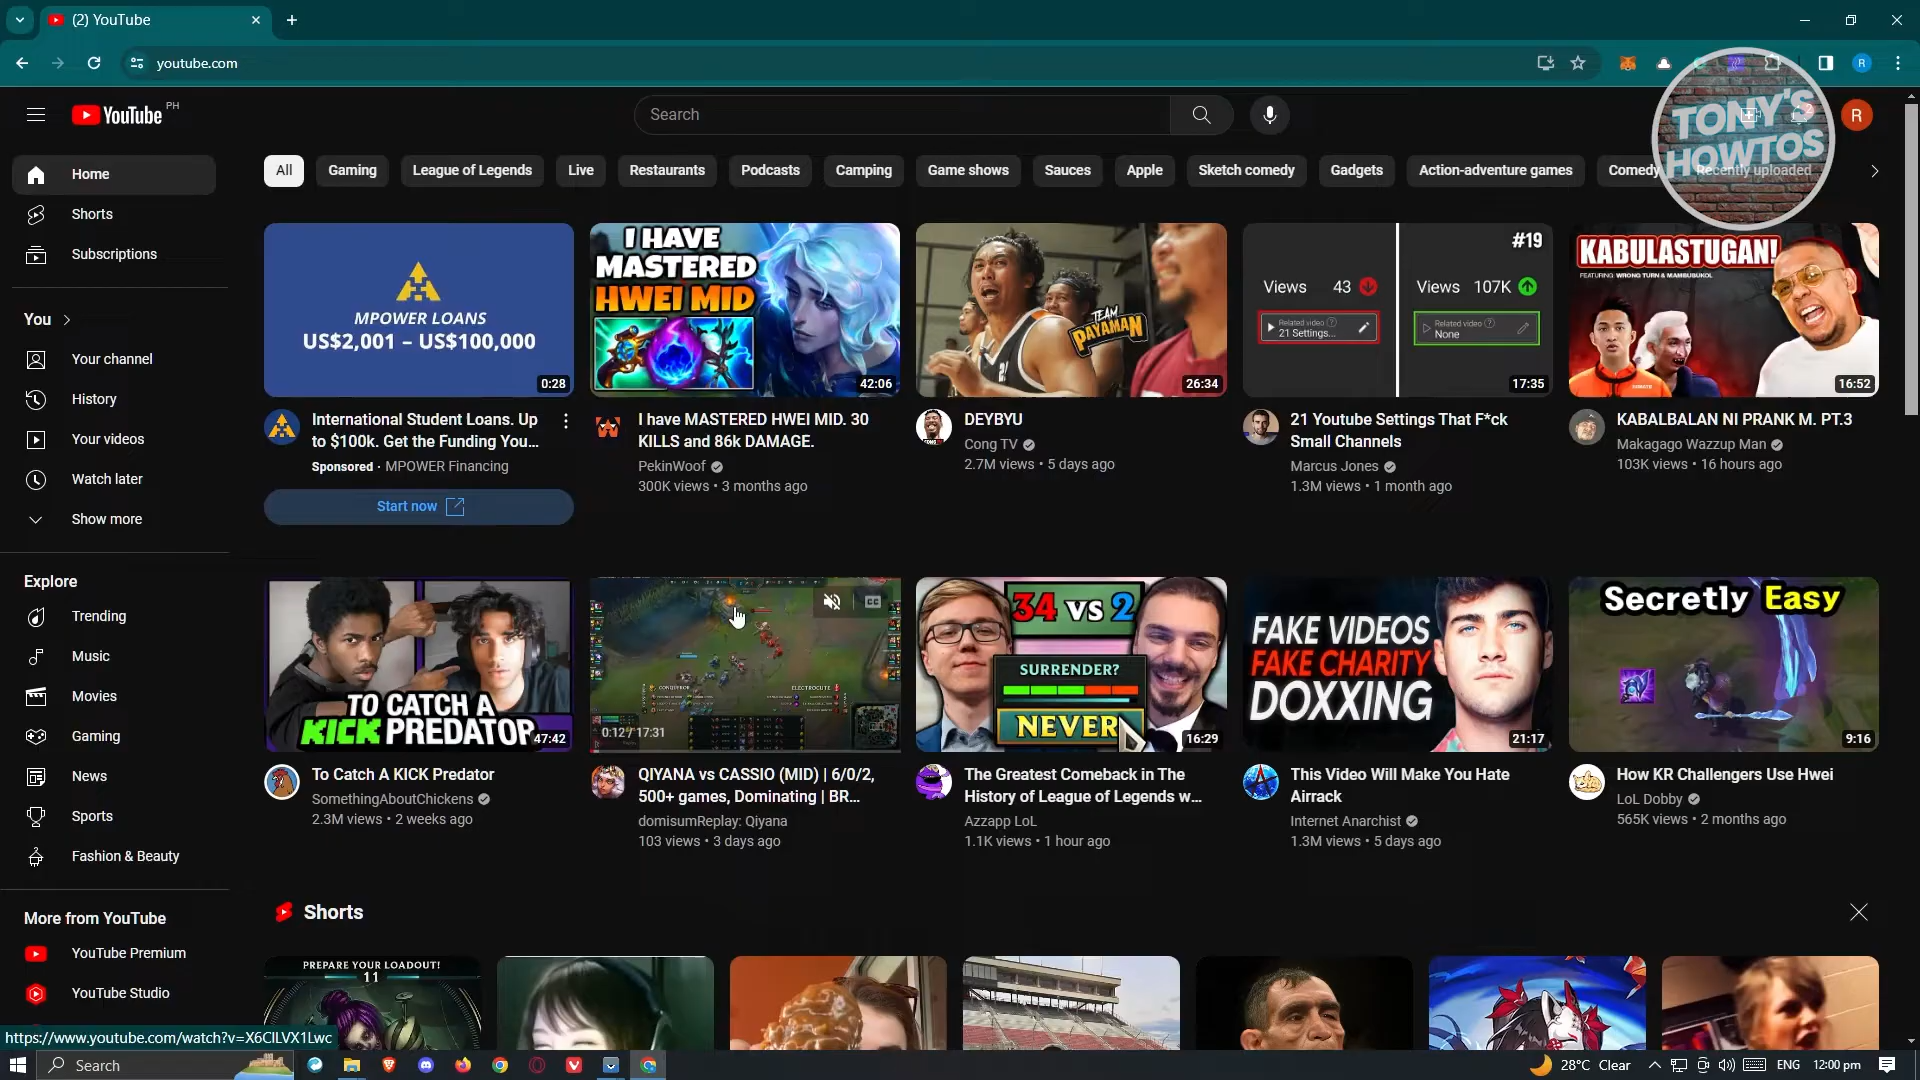 (2) YouTube
youtube.com
R
YouTube PH
Search
R
TONY'S
HOWTOS
All
Gaming
League of Legends
Live
Restaurants
Podcasts
Camping
Game shows
Sauces
Apple
Sketch comedy
Gadgets
Action-adventure games
Comedy
Recently uploaded
Home
Shorts
Subscriptions
You
Your channel
History
Your videos
Watch later
Show more
Explore
Trending
Music
Movies
Gaming
News
Sports
Fashion & Beauty
More from YouTube
YouTube Premium
YouTube Studio
MPOWER LOANS
US$2,001 – US$100,000
0:28
International Student Loans. Up
to $100k. Get the Funding You...
Sponsored · MPOWER Financing
Start now
I HAVE
MASTERED
HWEI MID
42:06
I have MASTERED HWEI MID. 30
KILLS and 86k DAMAGE.
PekinWoof
300K views • 3 months ago
TEAM
PAYAMAN
26:34
DEYBYU
Cong TV
2.7M views • 5 days ago
#19
Views 43
Views 107K
Related video
21 Settings...
Related video
None
17:35
21 Youtube Settings That F*ck
Small Channels
Marcus Jones
1.3M views • 1 month ago
KABULASTUGAN!
FEATURING: WRONG TURN & MAMBUBUKOL
16:52
KABALBALAN NI PRANK M. PT.3
Makagago Wazzup Man
103K views • 16 hours ago
TO CATCH A
KICK PREDATOR
47:42
To Catch A KICK Predator
SomethingAboutChickens
2.3M views • 2 weeks ago
CC
CONQUEROR
ELECTROCUTE
0:12 / 17:31
QIYANA vs CASSIO (MID) | 6/0/2,
500+ games, Dominating | BR...
domisumReplay: Qiyana
103 views • 3 days ago
34 VS 2
SURRENDER?
NEVER
16:29
The Greatest Comeback in The
History of League of Legends w...
Azzapp LoL
1.1K views • 1 hour ago
FAKE VIDEOS
FAKE CHARITY
DOXXING
21:17
This Video Will Make You Hate
Airrack
Internet Anarchist
1.3M views • 5 days ago
Secretly Easy
9:16
How KR Challengers Use Hwei
LoL Dobby
565K views • 2 months ago
Shorts
PREPARE YOUR LOADOUT!
11
https://www.youtube.com/watch?v=X6CILVX1Lwc
Search
28°C Clear
ENG
12:00 pm